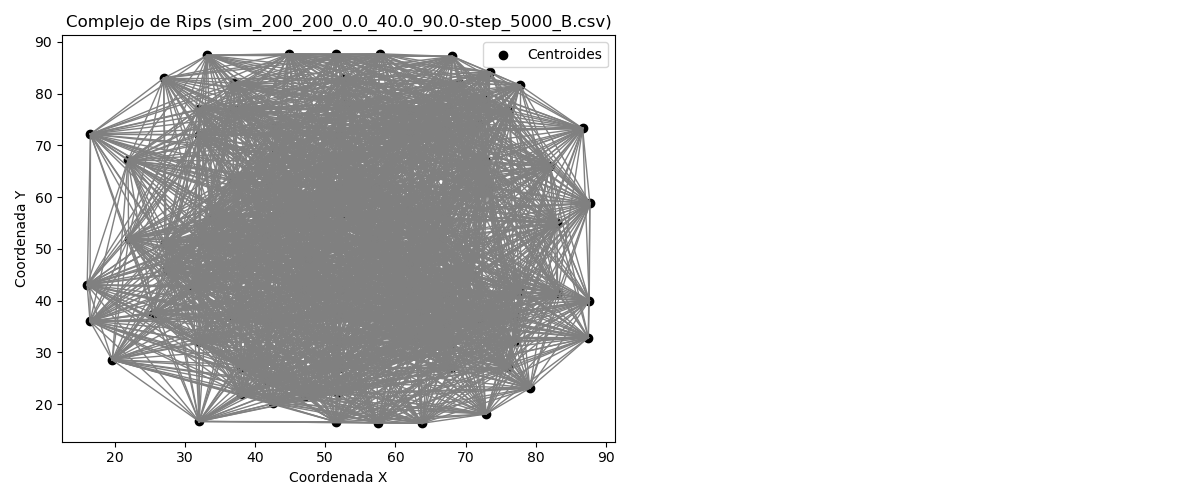 Complejo de Rips (sim_200_200_0.0_40.0_90.0-step_5000_B.csv)
Centroides
90
80
70
60
50
40
30
20
Coordenada Y
20 30 40 50 60 70 80 90
Coordenada X